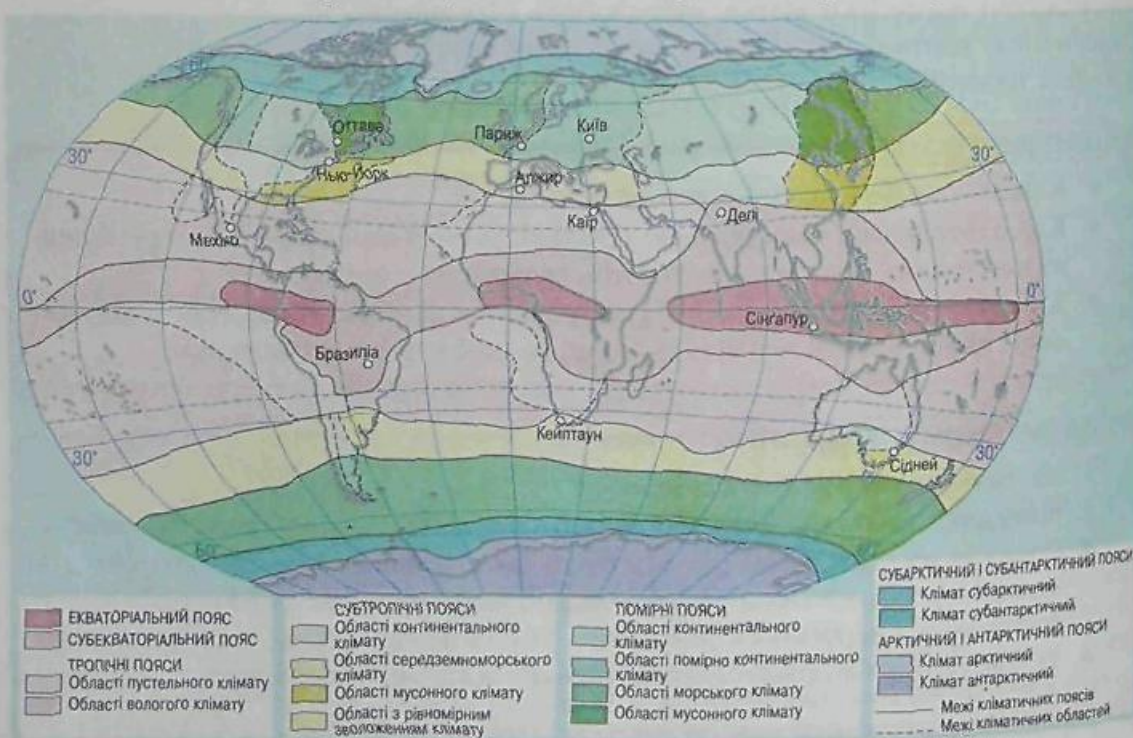 60°
Оттава
Париж
Київ
30°
30°
Нью-Йорк
Алжир
Каїр
Делі
Мехіко
0°
0°
Сінгапур
Бразиліа
Кейптаун
30°
30°
Сідней
60°
ЕКВАТОРІАЛЬНИЙ ПОЯС
СУБЕКВАТОРІАЛЬНИЙ ПОЯС
ТРОПІЧНІ ПОЯСИ
Області пустельного клімату
Області вологого клімату
СУБТРОПІЧНІ ПОЯСИ
Області континентального
клімату
Області середземноморського
клімату
Області мусонного клімату
Області з рівномірним
зволоженням клімату
ПОМІРНІ ПОЯСИ
Області континентального
клімату
Області помірно континентального
клімату
Області морського клімату
Області мусонного клімату
СУБАРКТИЧНИЙ І СУБАНТАРКТИЧНИЙ ПОЯСИ
Клімат субарктичний
Клімат субантарктичний
АРКТИЧНИЙ І АНТАРКТИЧНИЙ ПОЯСИ
Клімат арктичний
Клімат антарктичний
Межі кліматичних поясів
Межі кліматичних областей